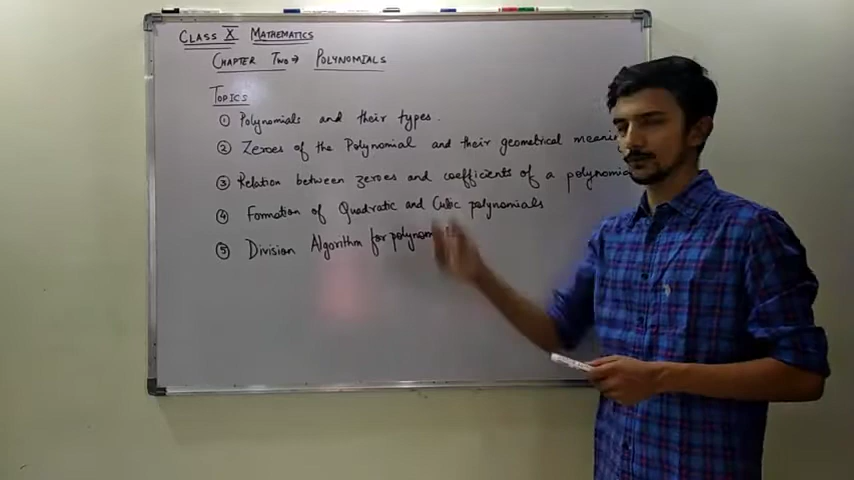 CLASS X MATHEMATICS
CHAPTER TWO → POLYNOMIALS
TOPICS
① Polynomials and their types.
② Zeroes of the Polynomial and their geometrical meaning
③ Relation between zeroes and coefficients of a polynomial
④ Formation of Quadratic and Cubic polynomials
⑤ Division Algorithm for polynomials